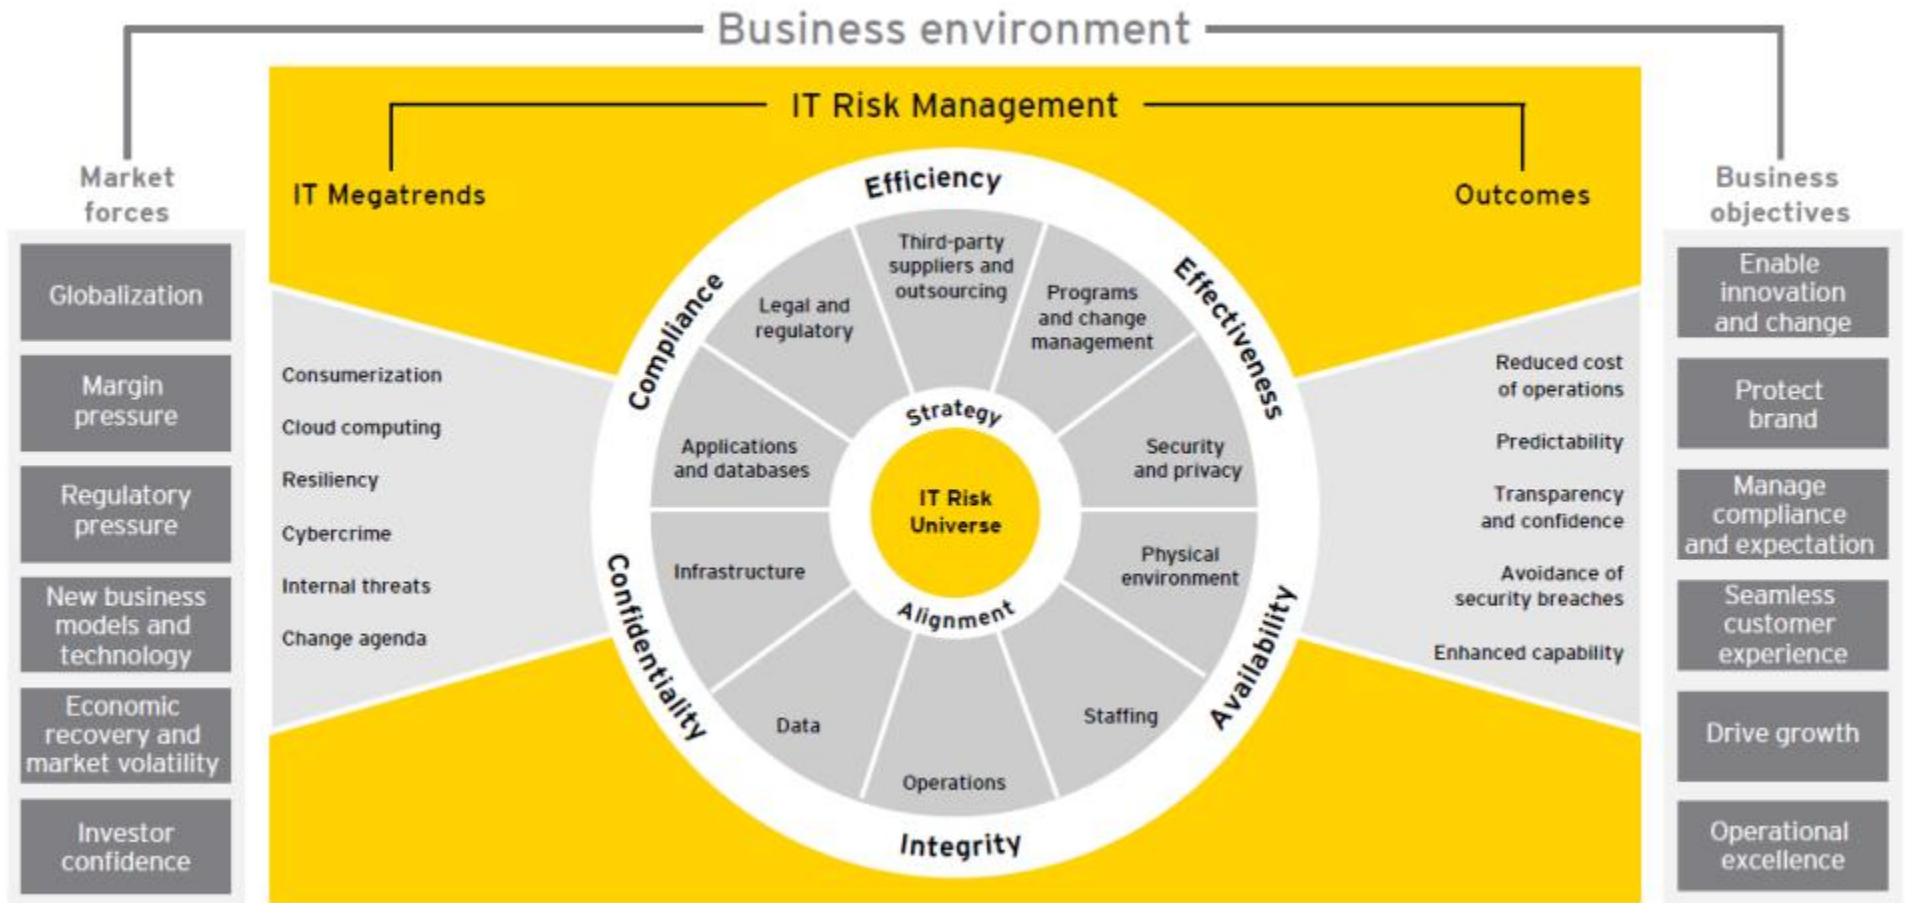 Business environment
Market
forces
Globalization
Margin
pressure
Regulatory
pressure
New business
models and
technology
Economic
recovery and
market volatility
Investor
confidence
IT Risk Management
IT Megatrends
Consumerization
Cloud computing
Resiliency
Cybercrime
Internal threats
Change agenda
Efficiency
Effectiveness
Availability
Integrity
Confidentiality
Compliance
Third-party
suppliers and
outsourcing
Programs
and change
management
Security
and privacy
Physical
environment
Staffing
Operations
Data
Infrastructure
Applications
and databases
Legal and
regulatory
Strategy
IT Risk
Universe
Alignment
Outcomes
Reduced cost
of operations
Predictability
Transparency
and confidence
Avoidance of
security breaches
Enhanced capability
Business
objectives
Enable
innovation
and change
Protect
brand
Manage
compliance
and expectation
Seamless
customer
experience
Drive growth
Operational
excellence